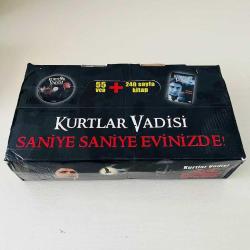 55
VCD
+
240 sayfa
kitap
KURTLAR VADİSİ
SANİYE SANİYE EVİNİZDE!
Kurtlar Vadisi